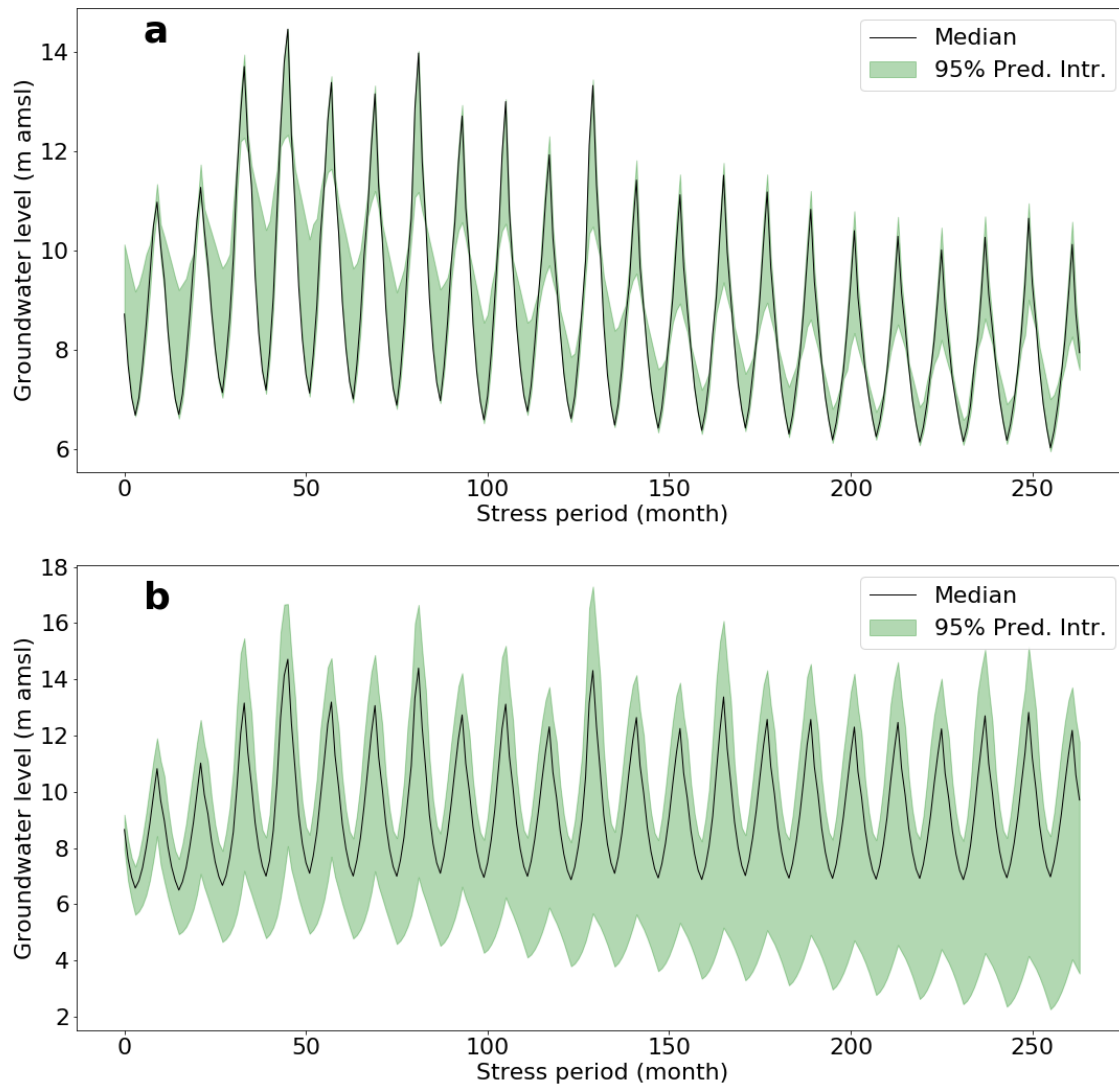 a
Median
95% Pred. Intr.
Groundwater level (m amsl)
14
12
10
8
6
0
50
100
150
200
250
Stress period (month)
b
Median
95% Pred. Intr.
Groundwater level (m amsl)
18
16
14
12
10
8
6
4
2
0
50
100
150
200
250
Stress period (month)